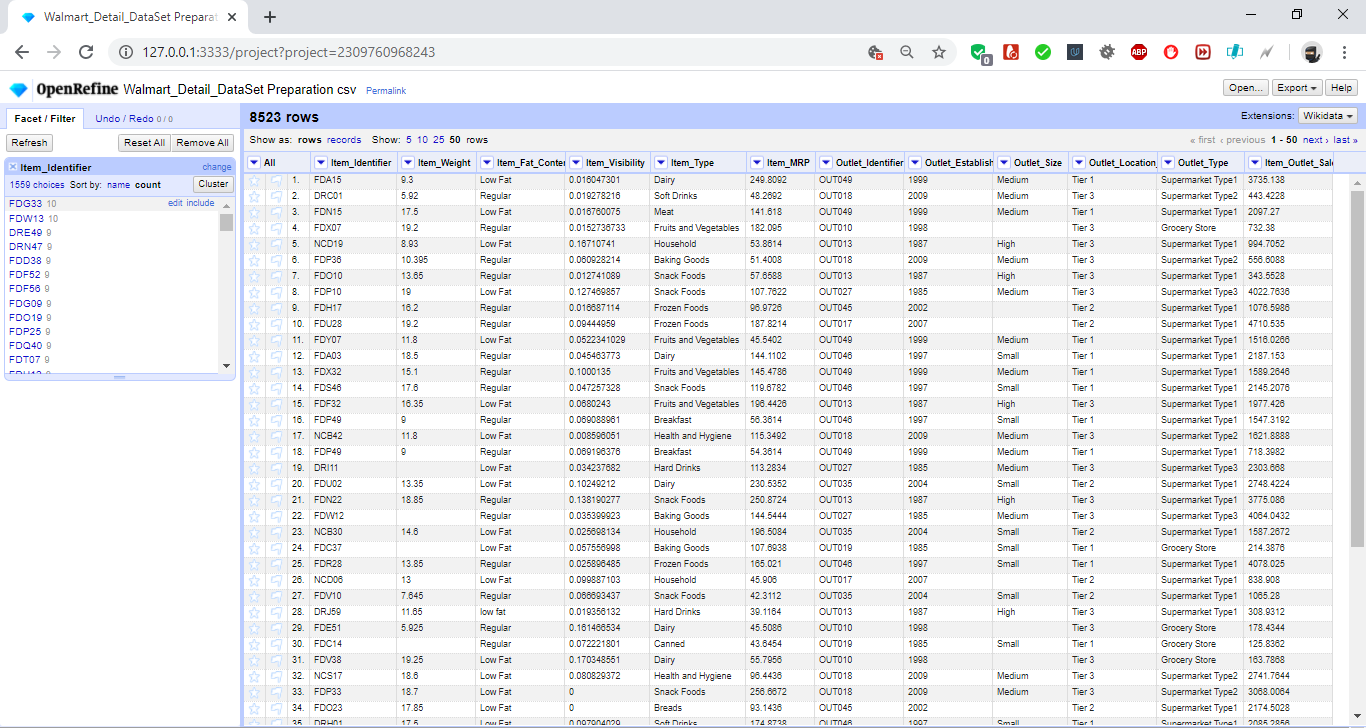 Walmart_Detail_DataSet Preparat
127.0.0.1:3333/project?project=2309760968243
0
ABP
OpenRefine Walmart_Detail_DataSet Preparation csv Permalink
Open... Export Help
Facet / Filter Undo / Redo 0 / 0
8523 rows
Extensions: Wikidata
Refresh Reset All Remove All
Show as: rows records Show: 5 10 25 50 rows
« first ‹ previous 1 - 50 next › last »
Item_Identifier change
1559 choices Sort by: name count Cluster
FDG33 10 edit include
FDW13 10
DRE49 9
DRN47 9
FDD38 9
FDF52 9
FDF56 9
FDG09 9
FDO19 9
FDP25 9
FDQ40 9
FDT07 9
All Item_Identifier Item_Weight Item_Fat_Conte Item_Visibility Item_Type Item_MRP Outlet_Identifier Outlet_Establish Outlet_Size Outlet_Location_ Outlet_Type Item_Outlet_Sale
1. FDA15 9.3 Low Fat 0.016047301 Dairy 249.8092 OUT049 1999 Medium Tier 1 Supermarket Type1 3735.138
2. DRC01 5.92 Regular 0.019278216 Soft Drinks 48.2692 OUT018 2009 Medium Tier 3 Supermarket Type2 443.4228
3. FDN15 17.5 Low Fat 0.016760075 Meat 141.618 OUT049 1999 Medium Tier 1 Supermarket Type1 2097.27
4. FDX07 19.2 Regular 0.0152736733 Fruits and Vegetables 182.095 OUT010 1998 Tier 3 Grocery Store 732.38
5. NCD19 8.93 Low Fat 0.16710741 Household 53.8614 OUT013 1987 High Tier 3 Supermarket Type1 994.7052
6. FDP36 10.395 Regular 0.060928214 Baking Goods 51.4008 OUT018 2009 Medium Tier 3 Supermarket Type2 556.6088
7. FDO10 13.65 Regular 0.012741089 Snack Foods 57.6588 OUT013 1987 High Tier 3 Supermarket Type1 343.5528
8. FDP10 19 Low Fat 0.127469857 Snack Foods 107.7622 OUT027 1985 Medium Tier 3 Supermarket Type3 4022.7636
9. FDH17 16.2 Regular 0.016687114 Frozen Foods 96.9726 OUT045 2002 Tier 2 Supermarket Type1 1076.5986
10. FDU28 19.2 Regular 0.09444959 Frozen Foods 187.8214 OUT017 2007 Tier 2 Supermarket Type1 4710.535
11. FDY07 11.8 Low Fat 0.0522341029 Fruits and Vegetables 45.5402 OUT049 1999 Medium Tier 1 Supermarket Type1 1516.0266
12. FDA03 18.5 Regular 0.045463773 Dairy 144.1102 OUT046 1997 Small Tier 1 Supermarket Type1 2187.153
13. FDX32 15.1 Regular 0.1000135 Fruits and Vegetables 145.4786 OUT049 1999 Medium Tier 1 Supermarket Type1 1589.2646
14. FDS46 17.6 Regular 0.047257328 Snack Foods 119.6782 OUT046 1997 Small Tier 1 Supermarket Type1 2145.2076
15. FDF32 16.35 Low Fat 0.0680243 Fruits and Vegetables 196.4426 OUT013 1987 High Tier 3 Supermarket Type1 1977.426
16. FDP49 9 Regular 0.069088961 Breakfast 56.3614 OUT046 1997 Small Tier 1 Supermarket Type1 1547.3192
17. NCB42 11.8 Low Fat 0.008596051 Health and Hygiene 115.3492 OUT018 2009 Medium Tier 3 Supermarket Type2 1621.8888
18. FDP49 9 Regular 0.069196376 Breakfast 54.3614 OUT049 1999 Medium Tier 1 Supermarket Type1 718.3982
19. DRI11 Low Fat 0.034237682 Hard Drinks 113.2834 OUT027 1985 Medium Tier 3 Supermarket Type3 2303.668
20. FDU02 13.35 Low Fat 0.10249212 Dairy 230.5352 OUT035 2004 Small Tier 2 Supermarket Type1 2748.4224
21. FDN22 18.85 Regular 0.138190277 Snack Foods 250.8724 OUT013 1987 High Tier 3 Supermarket Type1 3775.086
22. FDW12 Regular 0.035399923 Baking Goods 144.5444 OUT027 1985 Medium Tier 3 Supermarket Type3 4064.0432
23. NCB30 14.6 Low Fat 0.025698134 Household 196.5084 OUT035 2004 Small Tier 2 Supermarket Type1 1587.2672
24. FDC37 Low Fat 0.057556998 Baking Goods 107.6938 OUT019 1985 Small Tier 1 Grocery Store 214.3876
25. FDR28 13.85 Regular 0.025896485 Frozen Foods 165.021 OUT046 1997 Small Tier 1 Supermarket Type1 4078.025
26. NCD06 13 Low Fat 0.099887103 Household 45.906 OUT017 2007 Tier 2 Supermarket Type1 838.908
27. FDV10 7.645 Regular 0.066693437 Snack Foods 42.3112 OUT035 2004 Small Tier 2 Supermarket Type1 1065.28
28. DRJ59 11.65 low fat 0.019356132 Hard Drinks 39.1164 OUT013 1987 High Tier 3 Supermarket Type1 308.9312
29. FDE51 5.925 Regular 0.161466534 Dairy 45.5086 OUT010 1998 Tier 3 Grocery Store 178.4344
30. FDC14 Regular 0.072221801 Canned 43.6454 OUT019 1985 Small Tier 1 Grocery Store 125.8362
31. FDV38 19.25 Low Fat 0.170348551 Dairy 55.7956 OUT010 1998 Tier 3 Grocery Store 163.7868
32. NCS17 18.6 Low Fat 0.080829372 Health and Hygiene 96.4436 OUT018 2009 Medium Tier 3 Supermarket Type2 2741.7644
33. FDP33 18.7 Low Fat 0 Snack Foods 256.6672 OUT018 2009 Medium Tier 3 Supermarket Type2 3068.0064
34. FDO23 17.85 Low Fat 0 Breads 93.1436 OUT045 2002 Tier 2 Supermarket Type1 2174.5028
35. DRH01 17.5 Low Fat 0.097904029 Soft Drinks 174.8738 OUT046 1997 Small Tier 1 Supermarket Type1 2085.2856